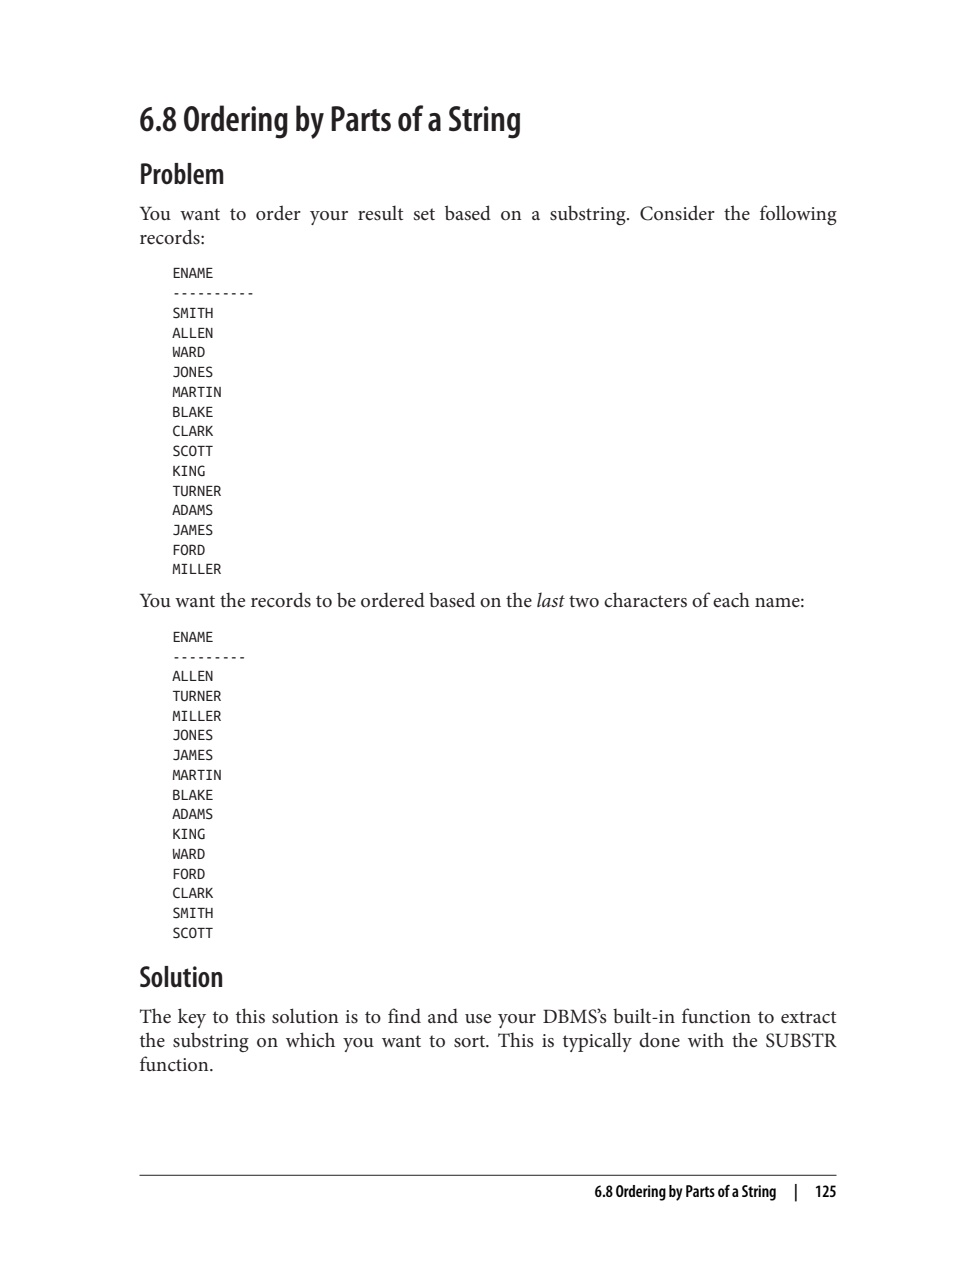 6.8 Ordering by Parts of a String
Problem
You want to order your result set based on a substring. Consider the following
records:
ENAME
----------
SMITH
ALLEN
WARD
JONES
MARTIN
BLAKE
CLARK
SCOTT
KING
TURNER
ADAMS
JAMES
FORD
MILLER
You want the records to be ordered based on the last two characters of each name:
ENAME
---------
ALLEN
TURNER
MILLER
JONES
JAMES
MARTIN
BLAKE
ADAMS
KING
WARD
FORD
CLARK
SMITH
SCOTT
Solution
The key to this solution is to find and use your DBMS’s built-in function to extract
the substring on which you want to sort. This is typically done with the SUBSTR
function.
6.8 Ordering by Parts of a String | 125